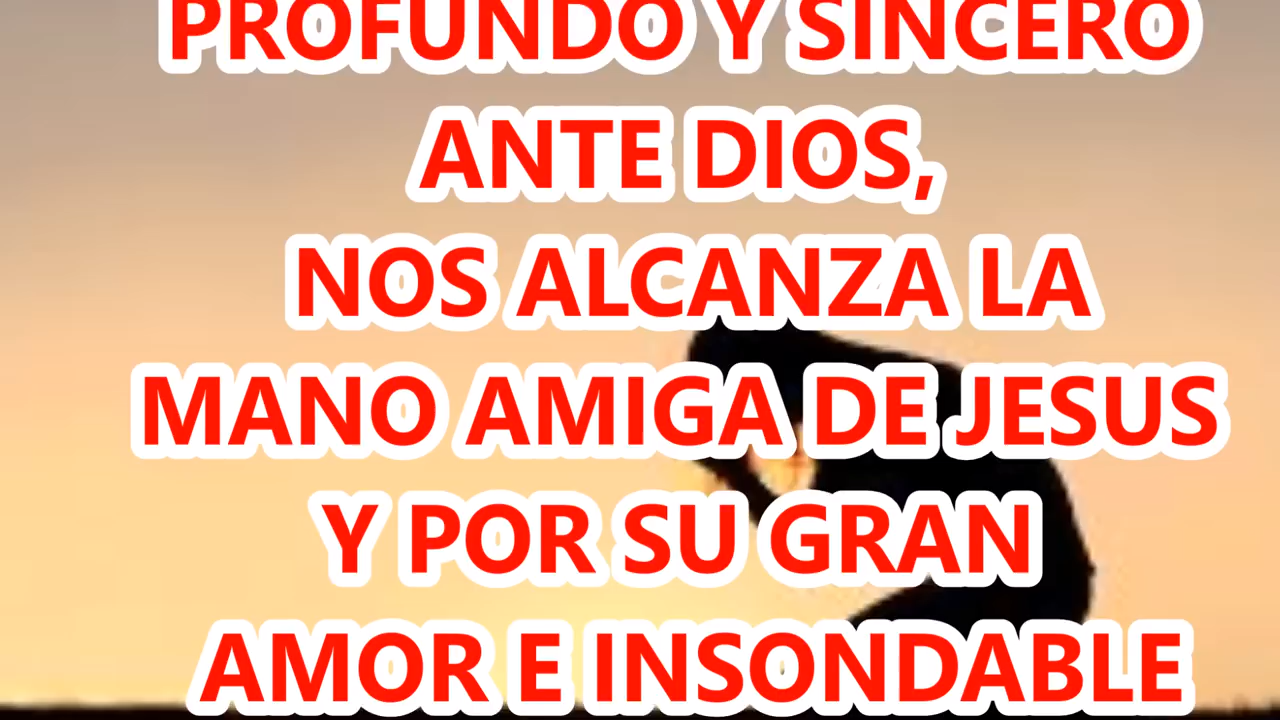 PROFUNDO Y SINCERO
ANTE DIOS,
NOS ALCANZA LA
MANO AMIGA DE JESUS
Y POR SU GRAN
AMOR E INSONDABLE